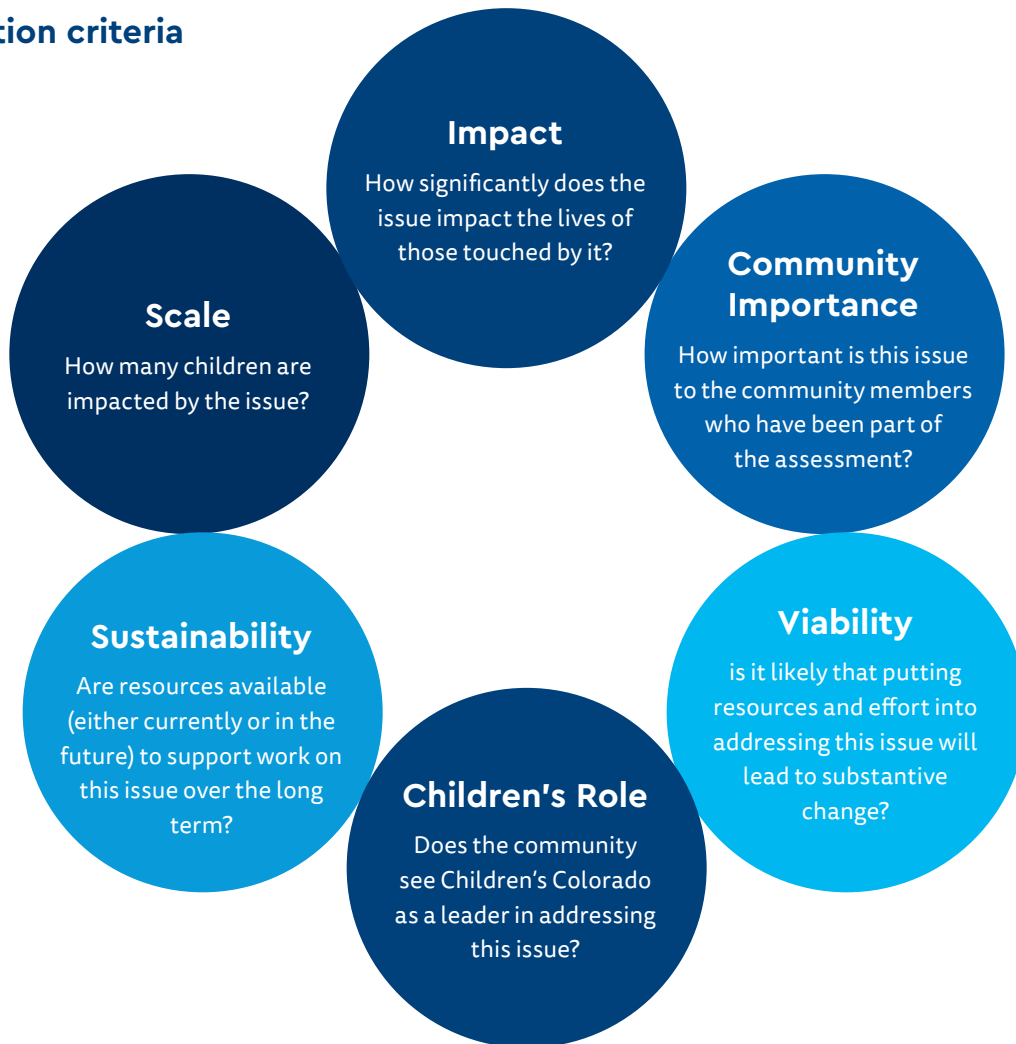 tion criteria
Impact
How significantly does the
issue impact the lives of
those touched by it?
Community
Importance
How important is this issue
to the community members
who have been part of
the assessment?
Scale
How many children are
impacted by the issue?
Sustainability
Are resources available
(either currently or in the
future) to support work on
this issue over the long
term?
Viability
is it likely that putting
resources and effort into
addressing this issue will
lead to substantive
change?
Children's Role
Does the community
see Children's Colorado
as a leader in addressing
this issue?